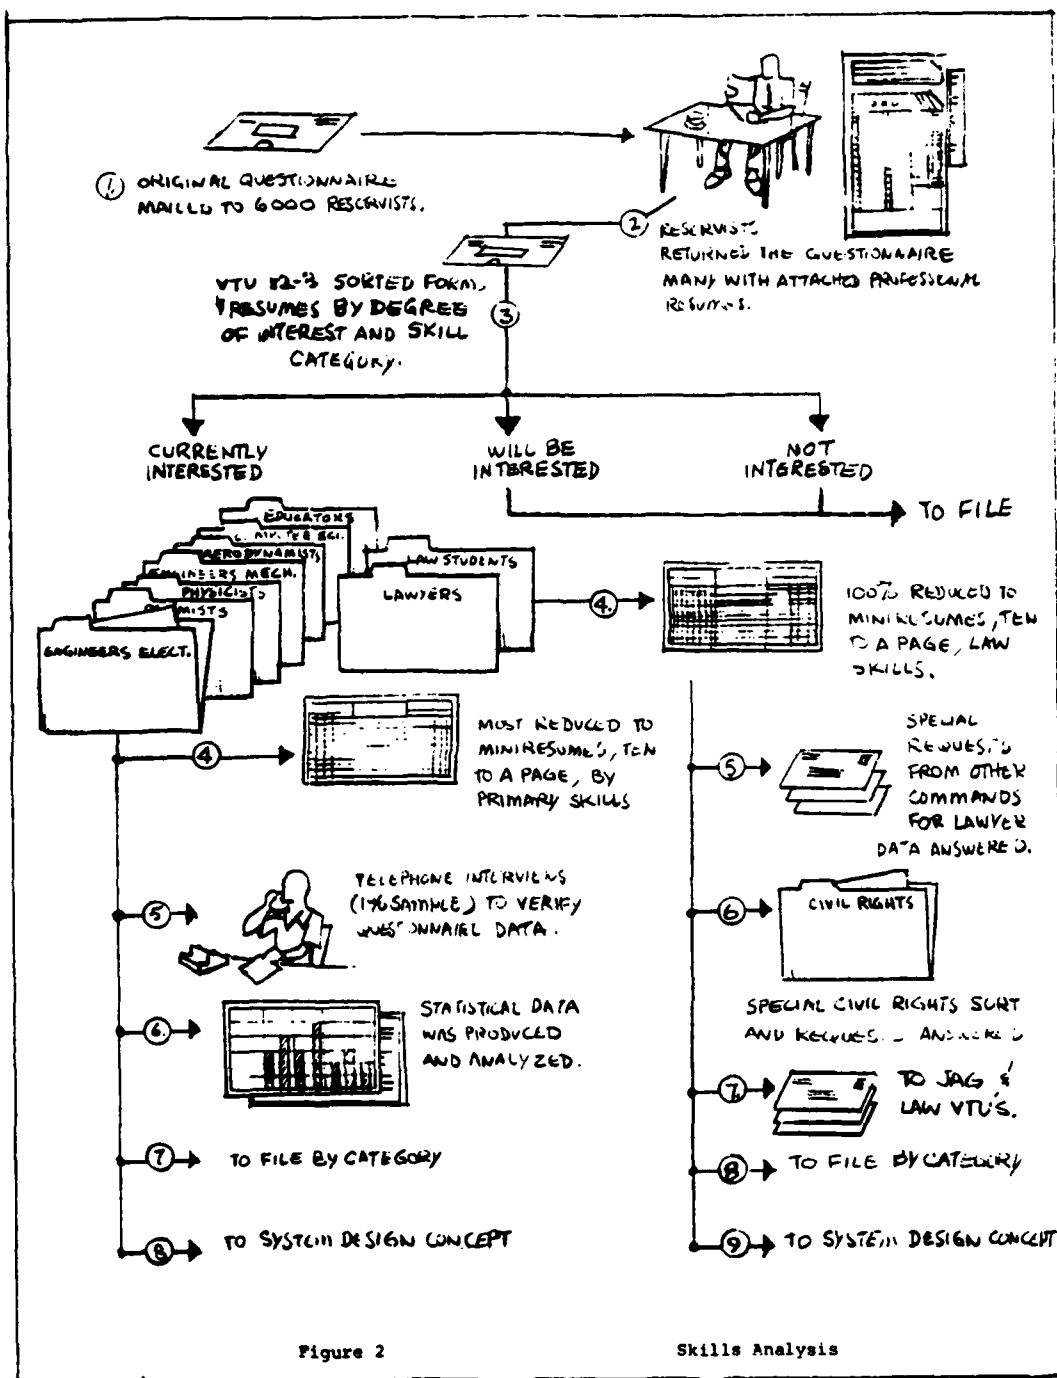 ① ORIGINAL QUESTIONNAIRE
MAILED TO 6000 RESERVISTS.
② RESERVISTS
RETURNED THE QUESTIONNAIRE
MANY WITH ATTACHED PROFESSIONAL
RESUMES.
VTU SORTED FORM,
RESUMES BY DEGREE
OF INTEREST AND SKILL
CATEGORY.
③
CURRENTLY
INTERESTED
WILL BE
INTERESTED
NOT
INTERESTED
TO FILE
EDUCATORS
SCI.
AERODYNAMISTS
ENGINEERS MECH.
PHYSICISTS
ENGINEERS ELECT.
LAW STUDENTS
LAWYERS
④.
100% REDUCED TO
MINIRESUMES, TEN
TO A PAGE, LAW
SKILLS.
④
MOST REDUCED TO
MINIRESUMES, TEN
TO A PAGE, BY
PRIMARY SKILLS
⑤
SPECIAL
REQUESTS
FROM OTHER
COMMANDS
FOR LAWYER
DATA ANSWERED.
⑤
TELEPHONE INTERVIEWS
(1% SAMPLE) TO VERIFY
QUESTIONNAIRE DATA.
⑥
CIVIL RIGHTS
SPECIAL CIVIL RIGHTS SORT
AND ANSWERED
⑥.
STATISTICAL DATA
WAS PRODUCED
AND ANALYZED.
⑦
TO JAG &
LAW VTU'S.
⑦ TO FILE BY CATEGORY
⑧ TO FILE BY CATEGORY
⑧ TO SYSTEM DESIGN CONCEPT
⑨ TO SYSTEM DESIGN CONCEPT
Figure 2 Skills Analysis